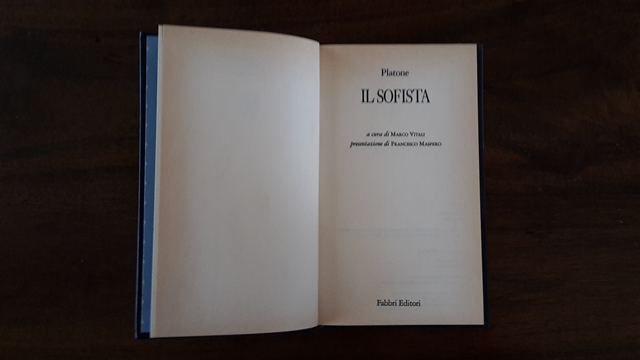 Platone
IL SOFISTA
a cura di MARCO VITALI
presentazione di FRANCESCO MASPERO
Fabbri Editori